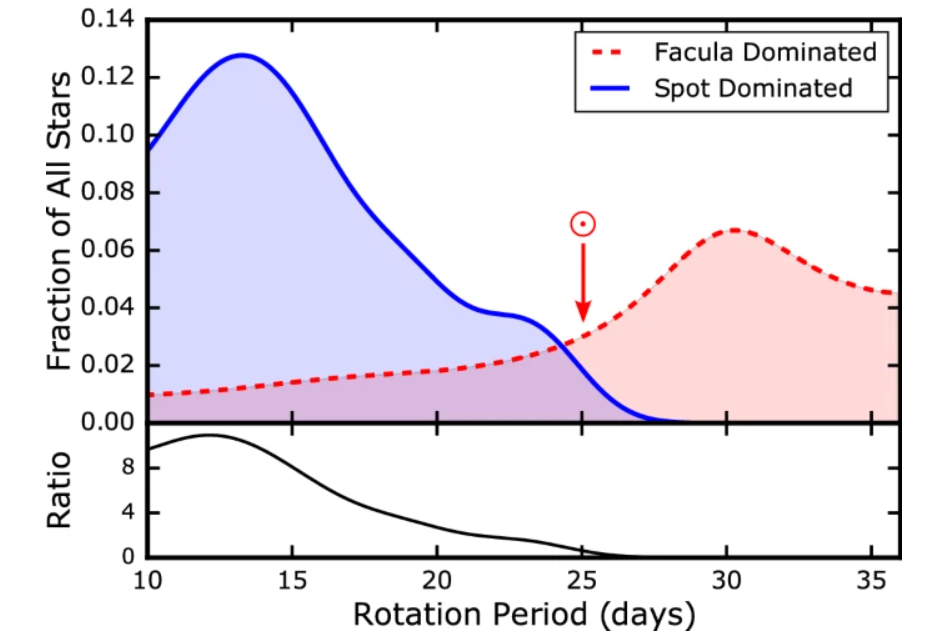 0.14
0.12
0.10
0.08
0.06
0.04
0.02
0.00
Fraction of All Stars
Facula Dominated
Spot Dominated
8
4
0
Ratio
10 15 20 25 30 35
Rotation Period (days)